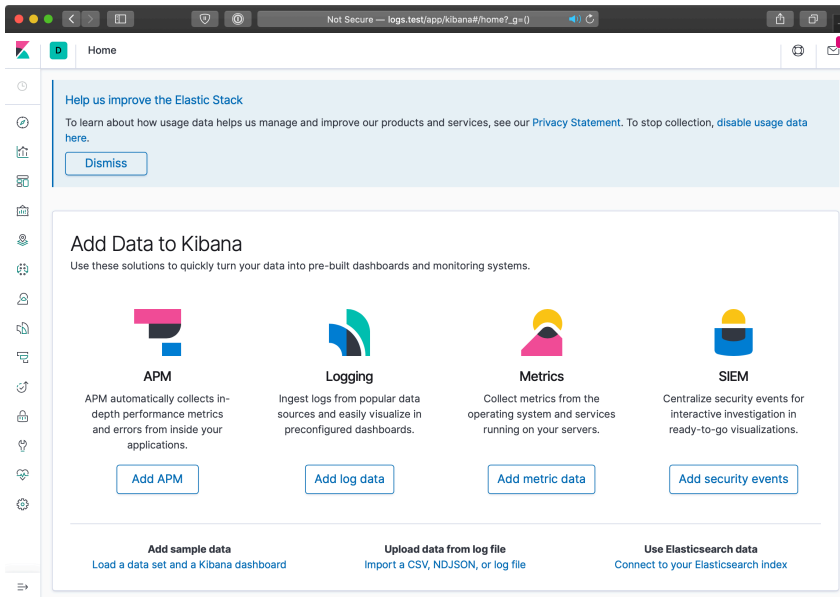 Not Secure — logs.test/app/kibana#/home?_g=()
D
Home
Help us improve the Elastic Stack
To learn about how usage data helps us manage and improve our products and services, see our Privacy Statement. To stop collection, disable usage data
here.
Dismiss
Add Data to Kibana
Use these solutions to quickly turn your data into pre-built dashboards and monitoring systems.
APM
APM automatically collects in-
depth performance metrics
and errors from inside your
applications.
Add APM
Logging
Ingest logs from popular data
sources and easily visualize in
preconfigured dashboards.
Add log data
Metrics
Collect metrics from the
operating system and services
running on your servers.
Add metric data
SIEM
Centralize security events for
interactive investigation in
ready-to-go visualizations.
Add security events
Add sample data
Load a data set and a Kibana dashboard
Upload data from log file
Import a CSV, NDJSON, or log file
Use Elasticsearch data
Connect to your Elasticsearch index